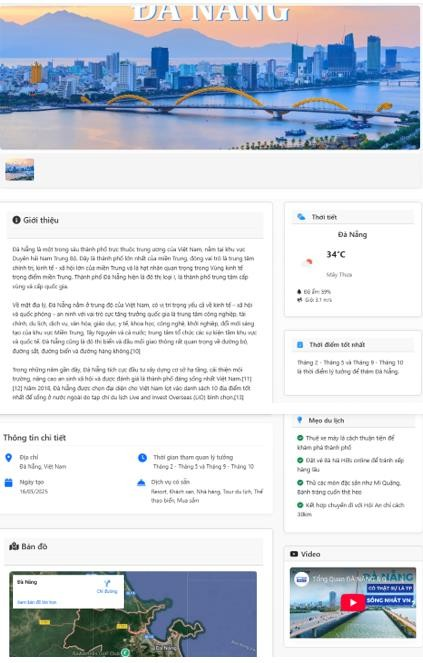 ĐÀ NẴNG
Giới thiệu
Đà Nẵng là một trong sáu thành phố trực thuộc trung ương của Việt Nam, nằm tại khu vực
Duyên hải Nam Trung Bộ. Đây là thành phố lớn nhất của miền Trung, đóng vai trò là trung tâm
chính trị, kinh tế - xã hội lớn của miền Trung và là hạt nhân quan trọng trong Vùng kinh tế
trọng điểm miền Trung. Thành phố Đà Nẵng hiện là đô thị loại I, là thành phố trung tâm cấp
vùng và cấp quốc gia.
Về mặt địa lý, Đà Nẵng nằm ở trung độ của Việt Nam, có vị trí trọng yếu cả về kinh tế – xã hội
và quốc phòng – an ninh với vai trò cực tăng trưởng quốc gia là trung tâm công nghiệp, tài
chính, du lịch, dịch vụ, văn hóa, giáo dục, y tế, khoa học, công nghệ, khởi nghiệp, đổi mới sáng
tạo của khu vực Miền Trung, Tây Nguyên và cả nước; trung tâm tổ chức các sự kiện tầm khu vực
và quốc tế. Đà Nẵng cũng là đô thị biển và đầu mối giao thông rất quan trọng về đường bộ,
đường sắt, đường biển và đường hàng không.[10]
Trong những năm gần đây, Đà Nẵng tích cực đầu tư xây dựng cơ sở hạ tầng, cải thiện môi
trường, nâng cao an sinh xã hội và được đánh giá là thành phố đáng sống nhất Việt Nam.[11]
[12] Năm 2018, Đà Nẵng được chọn đại diện cho Việt Nam lọt vào danh sách 10 địa điểm tốt
nhất để sống ở nước ngoài do tạp chí du lịch Live and Invest Overseas (LIO) bình chọn.[13]
Thông tin chi tiết
Địa chỉ
Đà Nẵng, Việt Nam
Thời gian tham quan lý tưởng
Tháng 2 - Tháng 5 và Tháng 9 - Tháng 10
Ngày tạo
16/05/2025
Dịch vụ có sẵn
Resort, Khách sạn, Nhà hàng, Tour du lịch, Thể
thao biển, Mua sắm
Bản đồ
Đà Nẵng
Chỉ đường
Xem bản đồ lớn hơn
Đà Nẵng
Thời tiết
Đà Nẵng
34°C
Mây Thưa
Độ ẩm: 59%
Gió: 3.1 m/s
Thời điểm tốt nhất
Tháng 2 - Tháng 5 và Tháng 9 - Tháng 10
là thời điểm lý tưởng để thăm Đà Nẵng.
Mẹo du lịch
Thuê xe máy là cách thuận tiện để
khám phá thành phố
Đặt vé Bà Nà Hills online để tránh xếp
hàng lâu
Thử các món đặc sản như Mì Quảng,
Bánh tráng cuốn thịt heo
Kết hợp chuyến đi với Hội An chỉ cách
30km
Video
Tổng Quan ĐÀ NẴNG
ĐÀ NẴNG
CÓ THẬT SỰ LÀ TP
SỐNG NHẤT VN